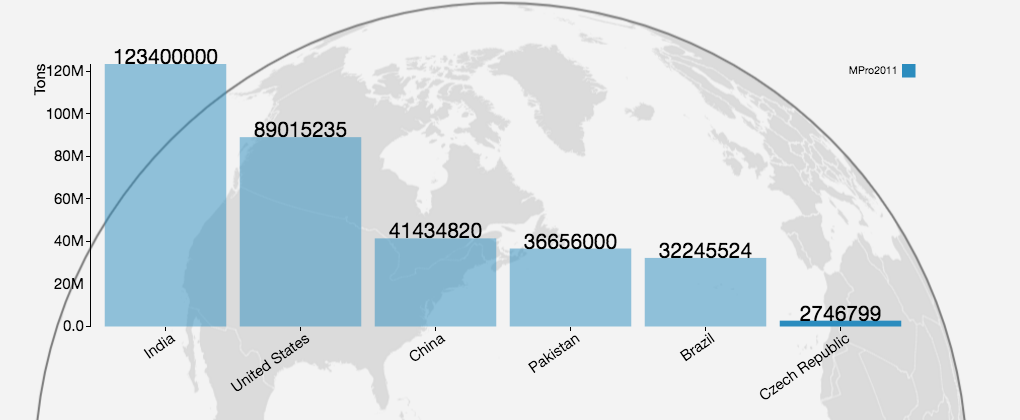 Tons
120M
100M
80M
60M
40M
20M
0.0
123400000
89015235
41434820
36656000
32245524
2746799
India
United States
China
Pakistan
Brazil
Czech Republic
MPro2011